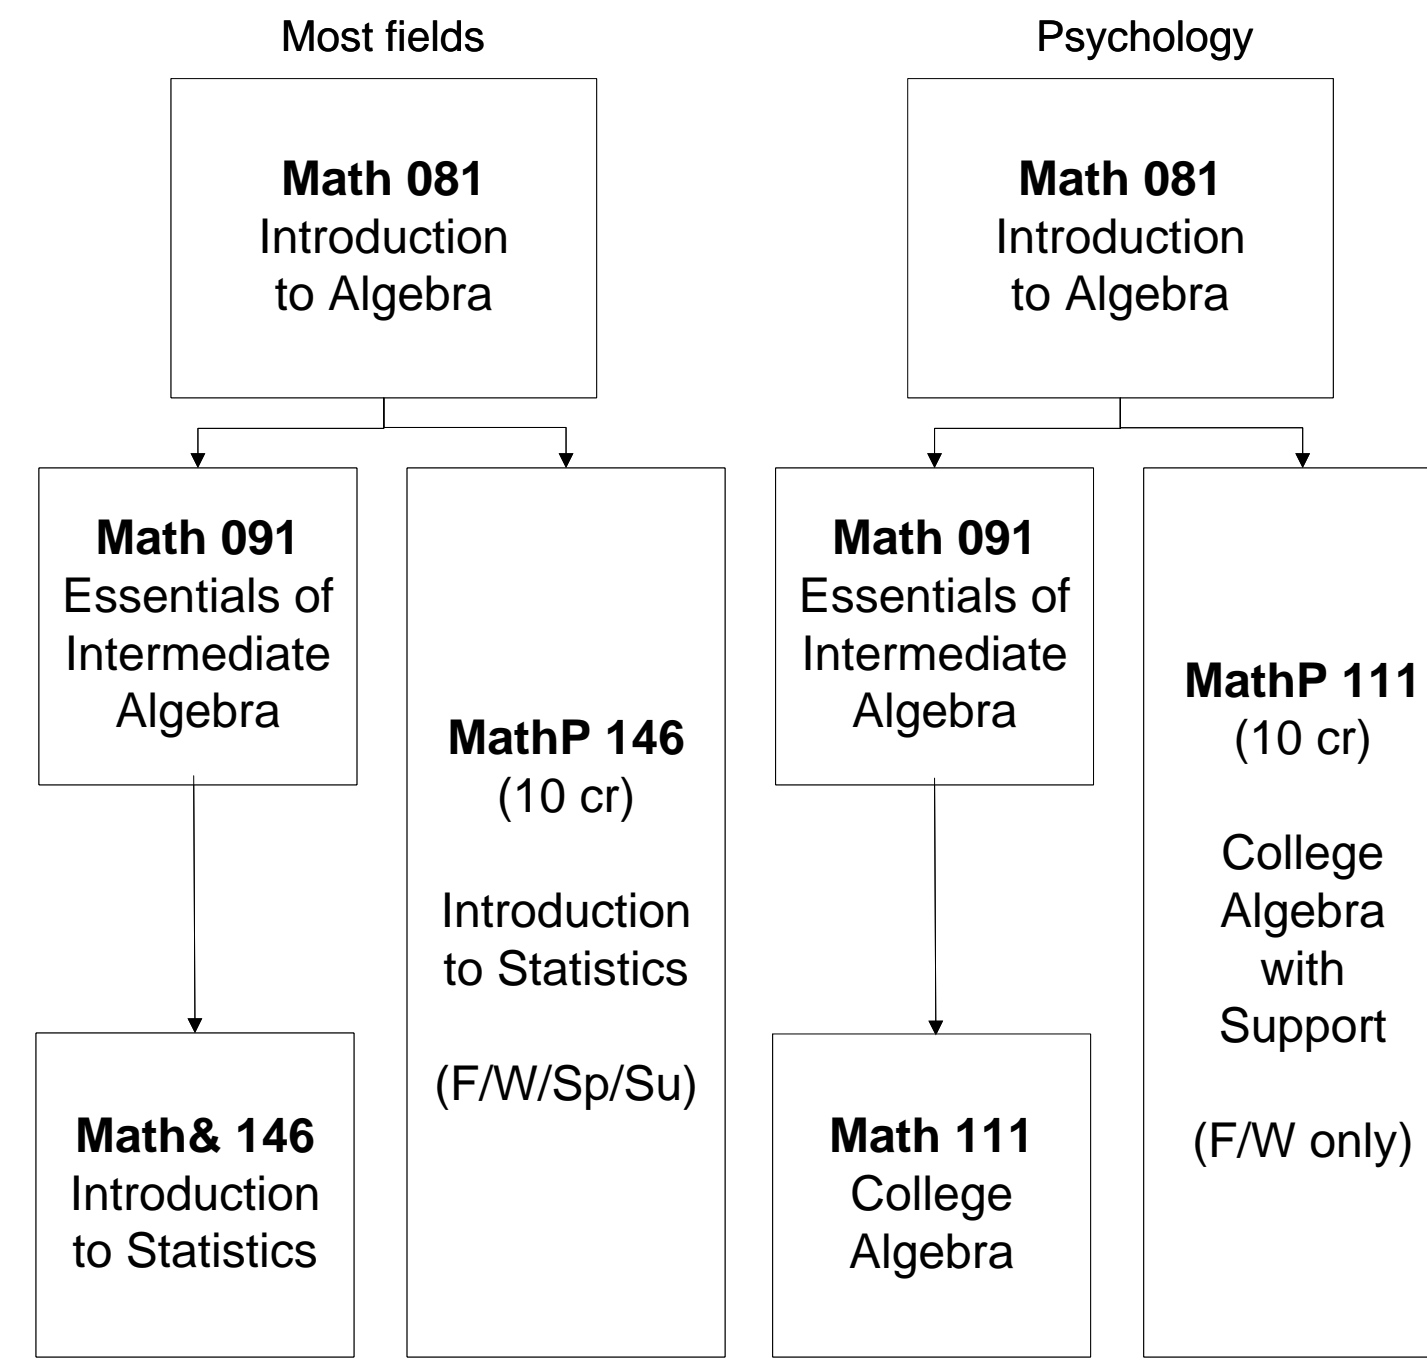 Most fields
Math 081
Introduction
to Algebra
Math 091
Essentials of
Intermediate
Algebra
Math& 146
Introduction
to Statistics
MathP 146
(10 cr)
Introduction
to Statistics
(F/W/Sp/Su)
Psychology
Math 081
Introduction
to Algebra
Math 091
Essentials of
Intermediate
Algebra
Math 111
College
Algebra
MathP 111
(10 cr)
College
Algebra
with
Support
(F/W only)